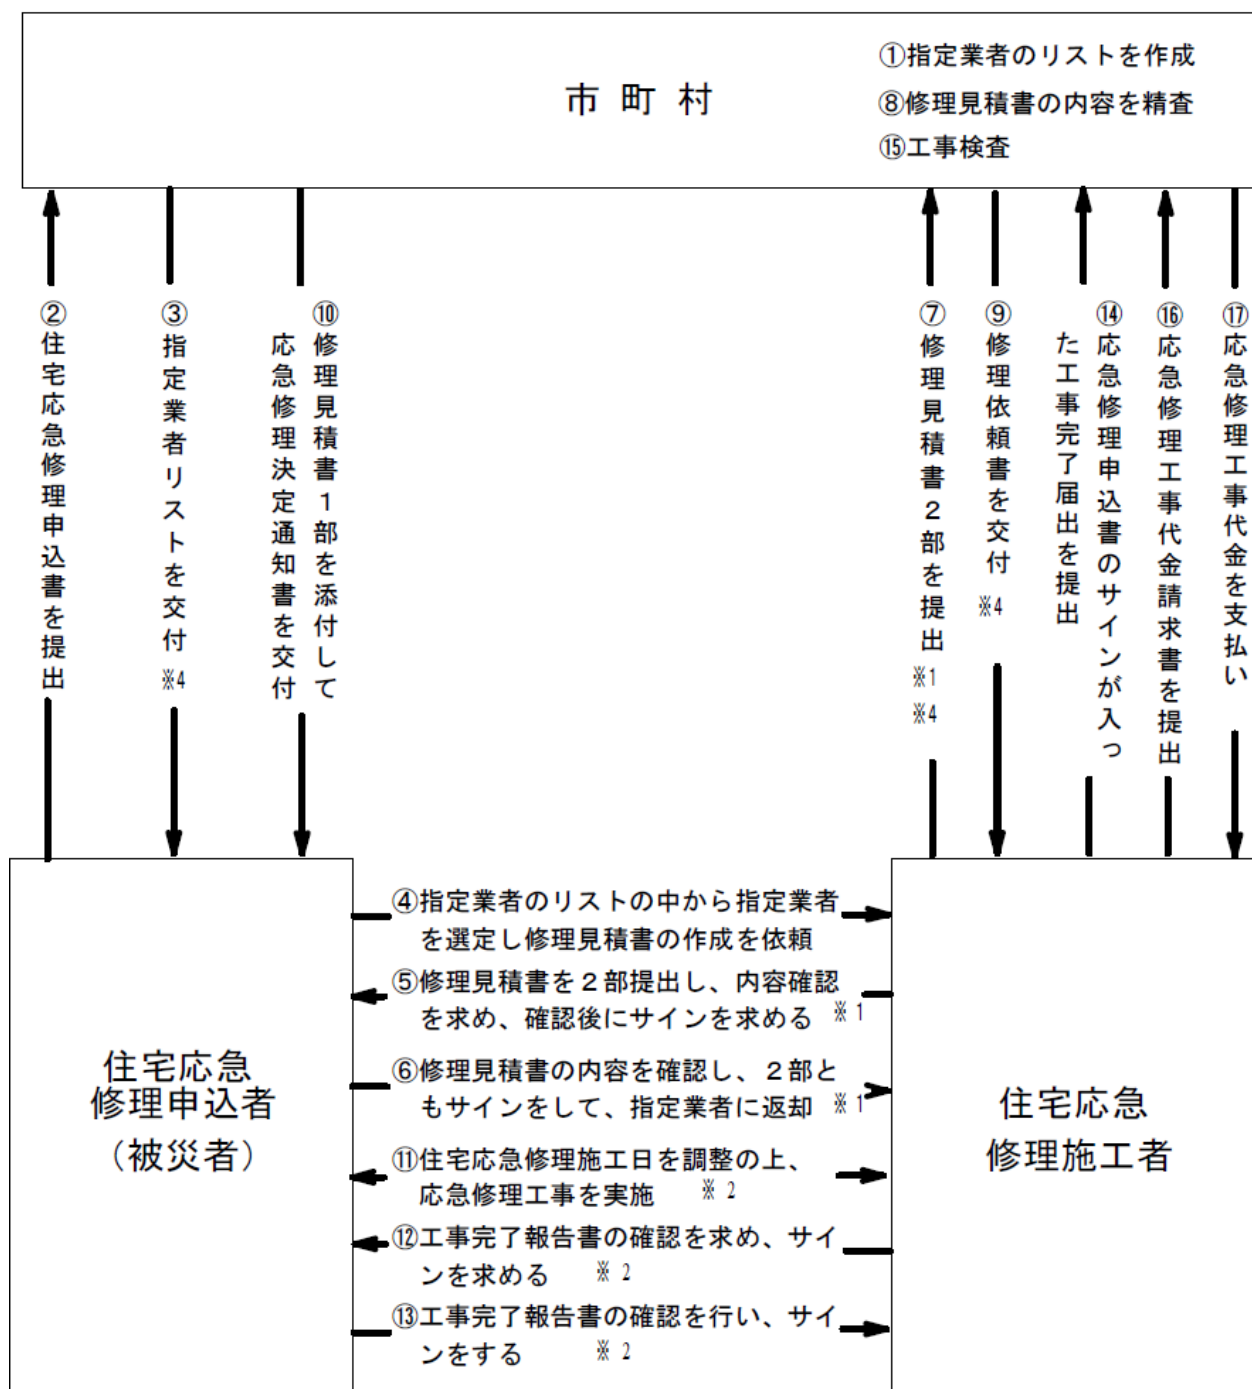 市町村
①指定業者のリストを作成
⑧修理見積書の内容を精査
⑮工事検査
②住宅応急修理申込書を提出
③指定業者リストを交付 ※4
⑩修理見積書1部を添付して
応急修理決定通知書を交付
⑦修理見積書2部を提出 ※1
※4
⑨修理依頼書を交付 ※4
⑭応急修理申込書のサインが入っ
た工事完了届出を提出
⑯応急修理工事代金請求書を提出
⑰応急修理工事代金を支払い
④指定業者のリストの中から指定業者
を選定し修理見積書の作成を依頼
⑤修理見積書を2部提出し、内容確認
を求め、確認後にサインを求める ※1
⑥修理見積書の内容を確認し、2部と
もサインをして、指定業者に返却 ※1
⑪住宅応急修理施工日を調整の上、
応急修理工事を実施 ※2
⑫工事完了報告書の確認を求め、サイ
ンを求める ※2
⑬工事完了報告書の確認を行い、サイ
ンをする ※2
住宅応急
修理申込者
（被災者）
住宅応急
修理施工者